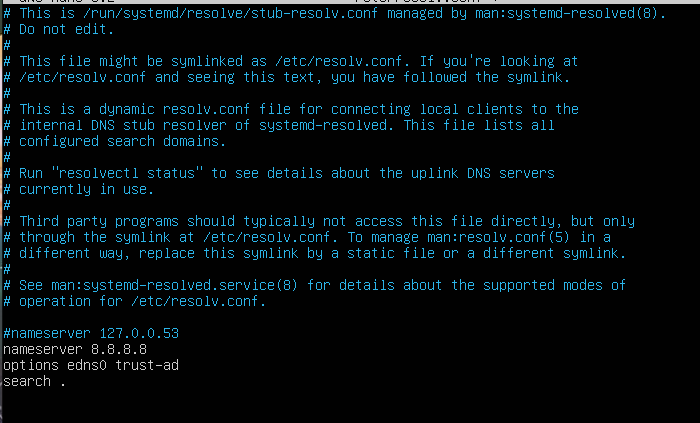 # This is /run/systemd/resolve/stub-resolv.conf managed by man:systemd-resolved(8).
# Do not edit.
#
# This file might be symlinked as /etc/resolv.conf. If you're looking at
# /etc/resolv.conf and seeing this text, you have followed the symlink.
#
# This is a dynamic resolv.conf file for connecting local clients to the
# internal DNS stub resolver of systemd-resolved. This file lists all
# configured search domains.
#
# Run "resolvectl status" to see details about the uplink DNS servers
# currently in use.
#
# Third party programs should typically not access this file directly, but only
# through the symlink at /etc/resolv.conf. To manage man:resolv.conf(5) in a
# different way, replace this symlink by a static file or a different symlink.
#
# See man:systemd-resolved.service(8) for details about the supported modes of
# operation for /etc/resolv.conf.
#nameserver 127.0.0.53
nameserver 8.8.8.8
options edns0 trust-ad
search .